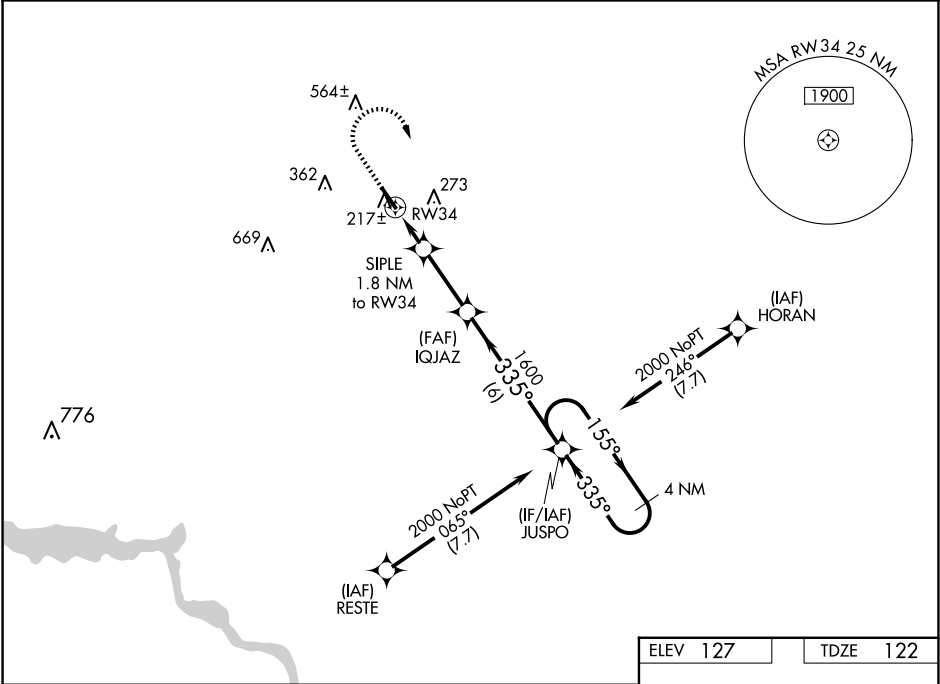 MSA RW34 25 NM
1900
564±
362
273
217±
RW34
669
SIPLE
1.8 NM
to RW34
(IAF)
HORAN
(FAF)
IQJAZ
2000 NoPT
246°
(7.7)
1600
335°
(6)
776
155°
335°
4 NM
2000 NoPT
065°
(7.7)
(IF/IAF)
JUSPO
(IAF)
RESTE
ELEV 127
TDZE 122